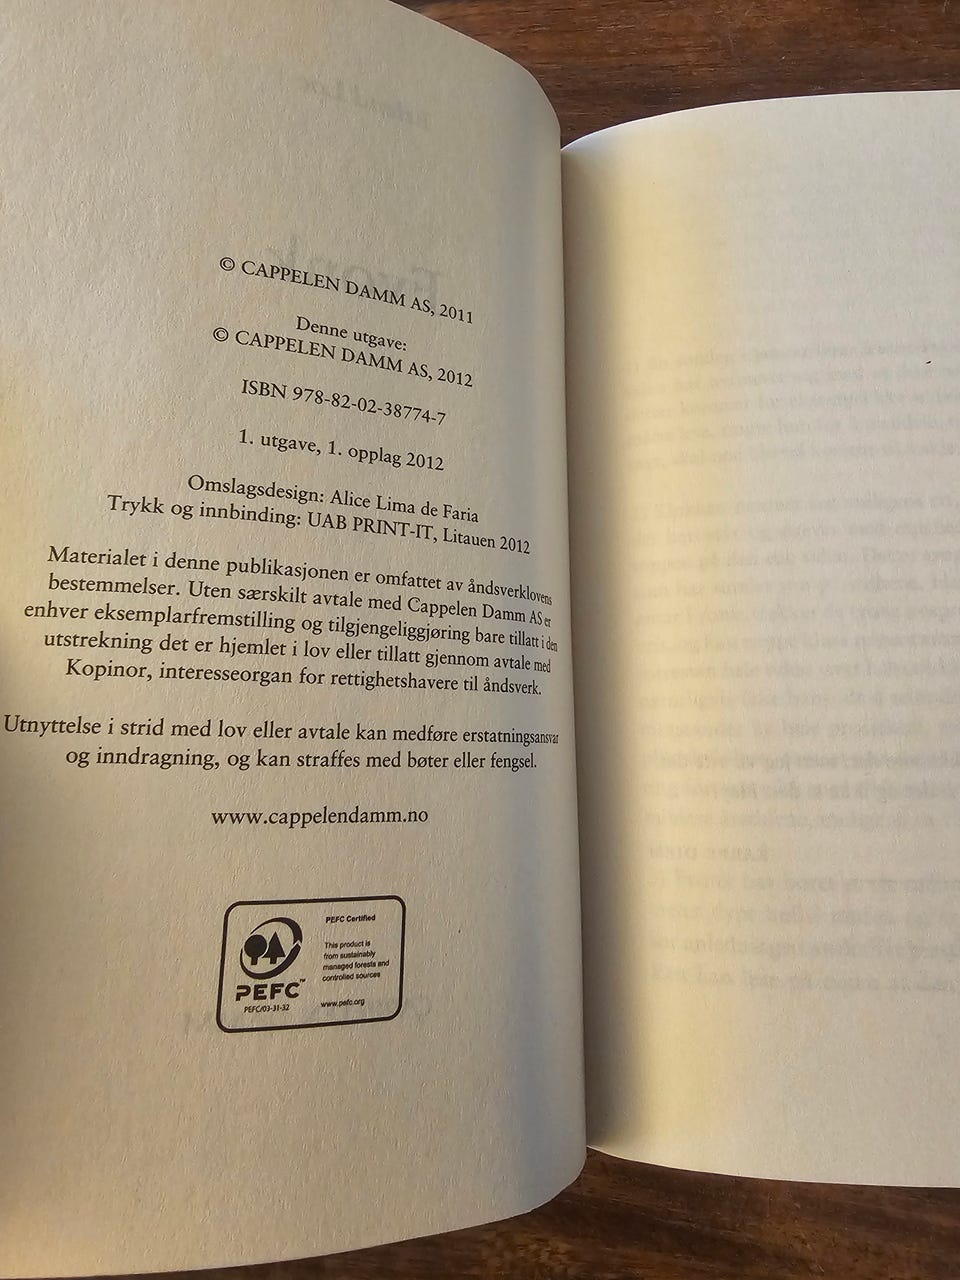 © CAPPELEN DAMM AS, 2011
Denne utgave:
© CAPPELEN DAMM AS, 2012
ISBN 978-82-02-38774-7
1. utgave, 1. opplag 2012
Omslagsdesign: Alice Lima de Faria
Trykk og innbinding: UAB PRINT-IT, Litauen 2012
Materialet i denne publikasjonen er omfattet av åndsverklovens
bestemmelser. Uten særskilt avtale med Cappelen Damm AS er
enhver eksemplarfremstilling og tilgjengeliggjøring bare tillatt i den
utstrekning det er hjemlet i lov eller tillatt gjennom avtale med
Kopinor, interesseorgan for rettighetshavere til åndsverk.
Utnyttelse i strid med lov eller avtale kan medføre erstatningsansvar
og inndragning, og kan straffes med bøter eller fengsel.
www.cappelendamm.no
PEFC™
PEFC/03-31-32
PEFC Certified
This product is
from sustainably
managed forests and
controlled sources
www.pefc.org